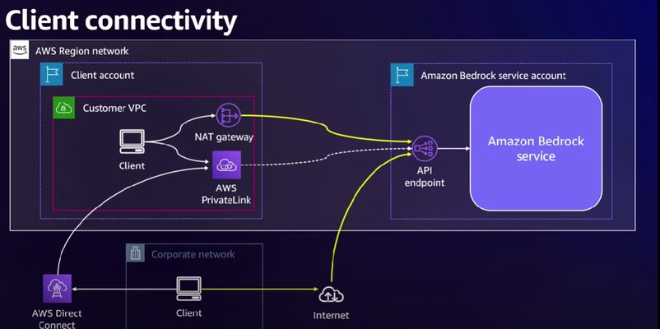 Client connectivity
aws
AWS Region network
Client account
Customer VPC
Client
NAT gateway
AWS
PrivateLink
Amazon Bedrock service account
API
endpoint
Amazon Bedrock
service
Corporate network
AWS Direct
Connect
Client
Internet